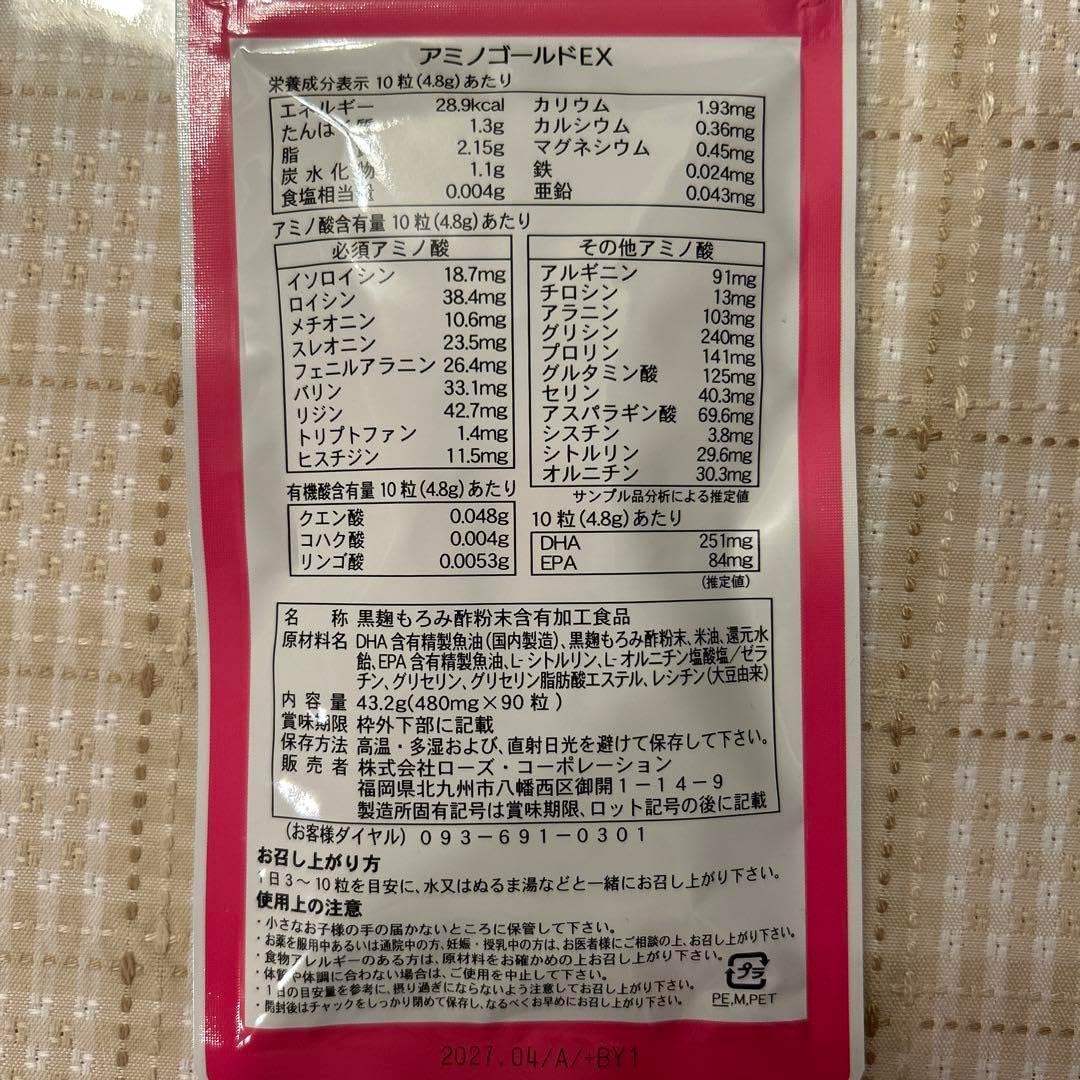 アミノゴールドEX
栄養成分表示 10粒(4.8g)あたり
エネルギー 28.9kcal カリウム 1.93mg
たんぱく質 1.3g カルシウム 0.36mg
脂 2.15g マグネシウム 0.45mg
炭水化物 1.1g 鉄 0.024mg
食塩相当量 0.004g 亜鉛 0.043mg
アミノ酸含有量 10粒(4.8g)あたり
必須アミノ酸
イソロイシン 18.7mg
ロイシン 38.4mg
メチオニン 10.6mg
スレオニン 23.5mg
フェニルアラニン 26.4mg
バリン 33.1mg
リジン 42.7mg
トリプトファン 1.4mg
ヒスチジン 11.5mg
その他アミノ酸
アルギニン 91mg
チロシン 13mg
アラニン 103mg
グリシン 240mg
プロリン 141mg
グルタミン酸 125mg
セリン 40.3mg
アスパラギン酸 69.6mg
シスチン 3.8mg
シトルリン 29.6mg
オルニチン 30.3mg
サンプル品分析による推定値
有機酸含有量 10粒(4.8g)あたり
クエン酸 0.048g
コハク酸 0.004g
リンゴ酸 0.0053g
10粒(4.8g)あたり
DHA 251mg
EPA 84mg
(推定値)
名 称 黒麹もろみ酢粉末含有加工食品
原材料名 DHA含有精製魚油(国内製造)、黒麹もろみ酢粉末、米油、還元水
飴、EPA含有精製魚油、L-シトルリン、L-オルニチン塩酸塩/ゼラ
チン、グリセリン、グリセリン脂肪酸エステル、レシチン(大豆由来)
内容量 43.2g(480mg×90粒)
賞味期限 枠外下部に記載
保存方法 高温・多湿および、直射日光を避けて保存して下さい。
販売者 株式会社ローズ・コーポレーション
福岡県北九州市八幡西区御開1-14-9
製造所固有記号は賞味期限、ロット記号の後に記載
(お客様ダイヤル) 093-691-0301
お召し上がり方
1日3〜10粒を目安に、水又はぬるま湯などと一緒にお召し上がり下さい。
使用上の注意
・小さなお子様の手の届かないところに保管して下さい。
・お薬を服用中あるいは通院中の方、妊娠・授乳中の方は、お医者様にご相談の上、お召し上がり下さい。
・食物アレルギーのある方は、原材料をお確かめの上お召し上がり下さい。
・体質や体調に合わない場合は、ご使用を中止して下さい。
・1日の目安量を参考に、摂り過ぎにならないよう注意してお召し上がり下さい。
・開封後はチャックをしっかり閉めて保存し、なるべくお早めにお召し上がり下さい。
プラ
PE,M,PET
2027.04/A/+BY1